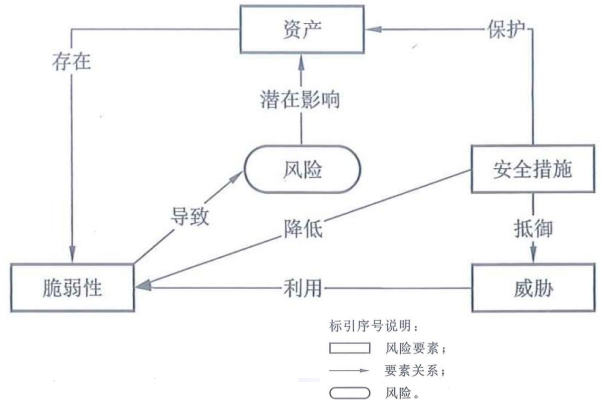 资产
保护
存在
潜在影响
风险
安全措施
导致
降低
抵御
脆弱性
利用
威胁
标引序号说明：
风险要素；
要素关系；
风险。